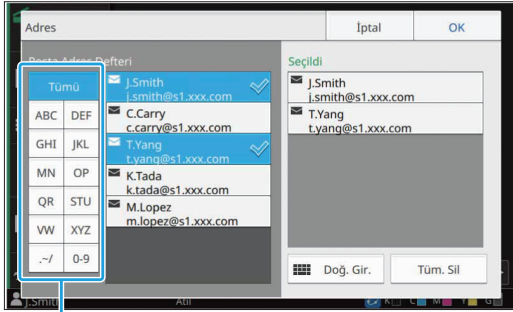 Adres
İptal
OK
Posta Adres Defteri
Seçildi
Tümü
ABC
DEF
GHI
JKL
MN
OP
QR
STU
VW
XYZ
.~/
0-9
J.Smith
j.smith@s1.xxx.com
C.Carry
c.carry@s1.xxx.com
T.Yang
t.yang@s1.xxx.com
K.Tada
k.tada@s1.xxx.com
M.Lopez
m.lopez@s1.xxx.com
J.Smith
j.smith@s1.xxx.com
T.Yang
t.yang@s1.xxx.com
Doğ. Gir.
Tüm. Sil
J.Smith
Atıl
K
C
M
Y
G